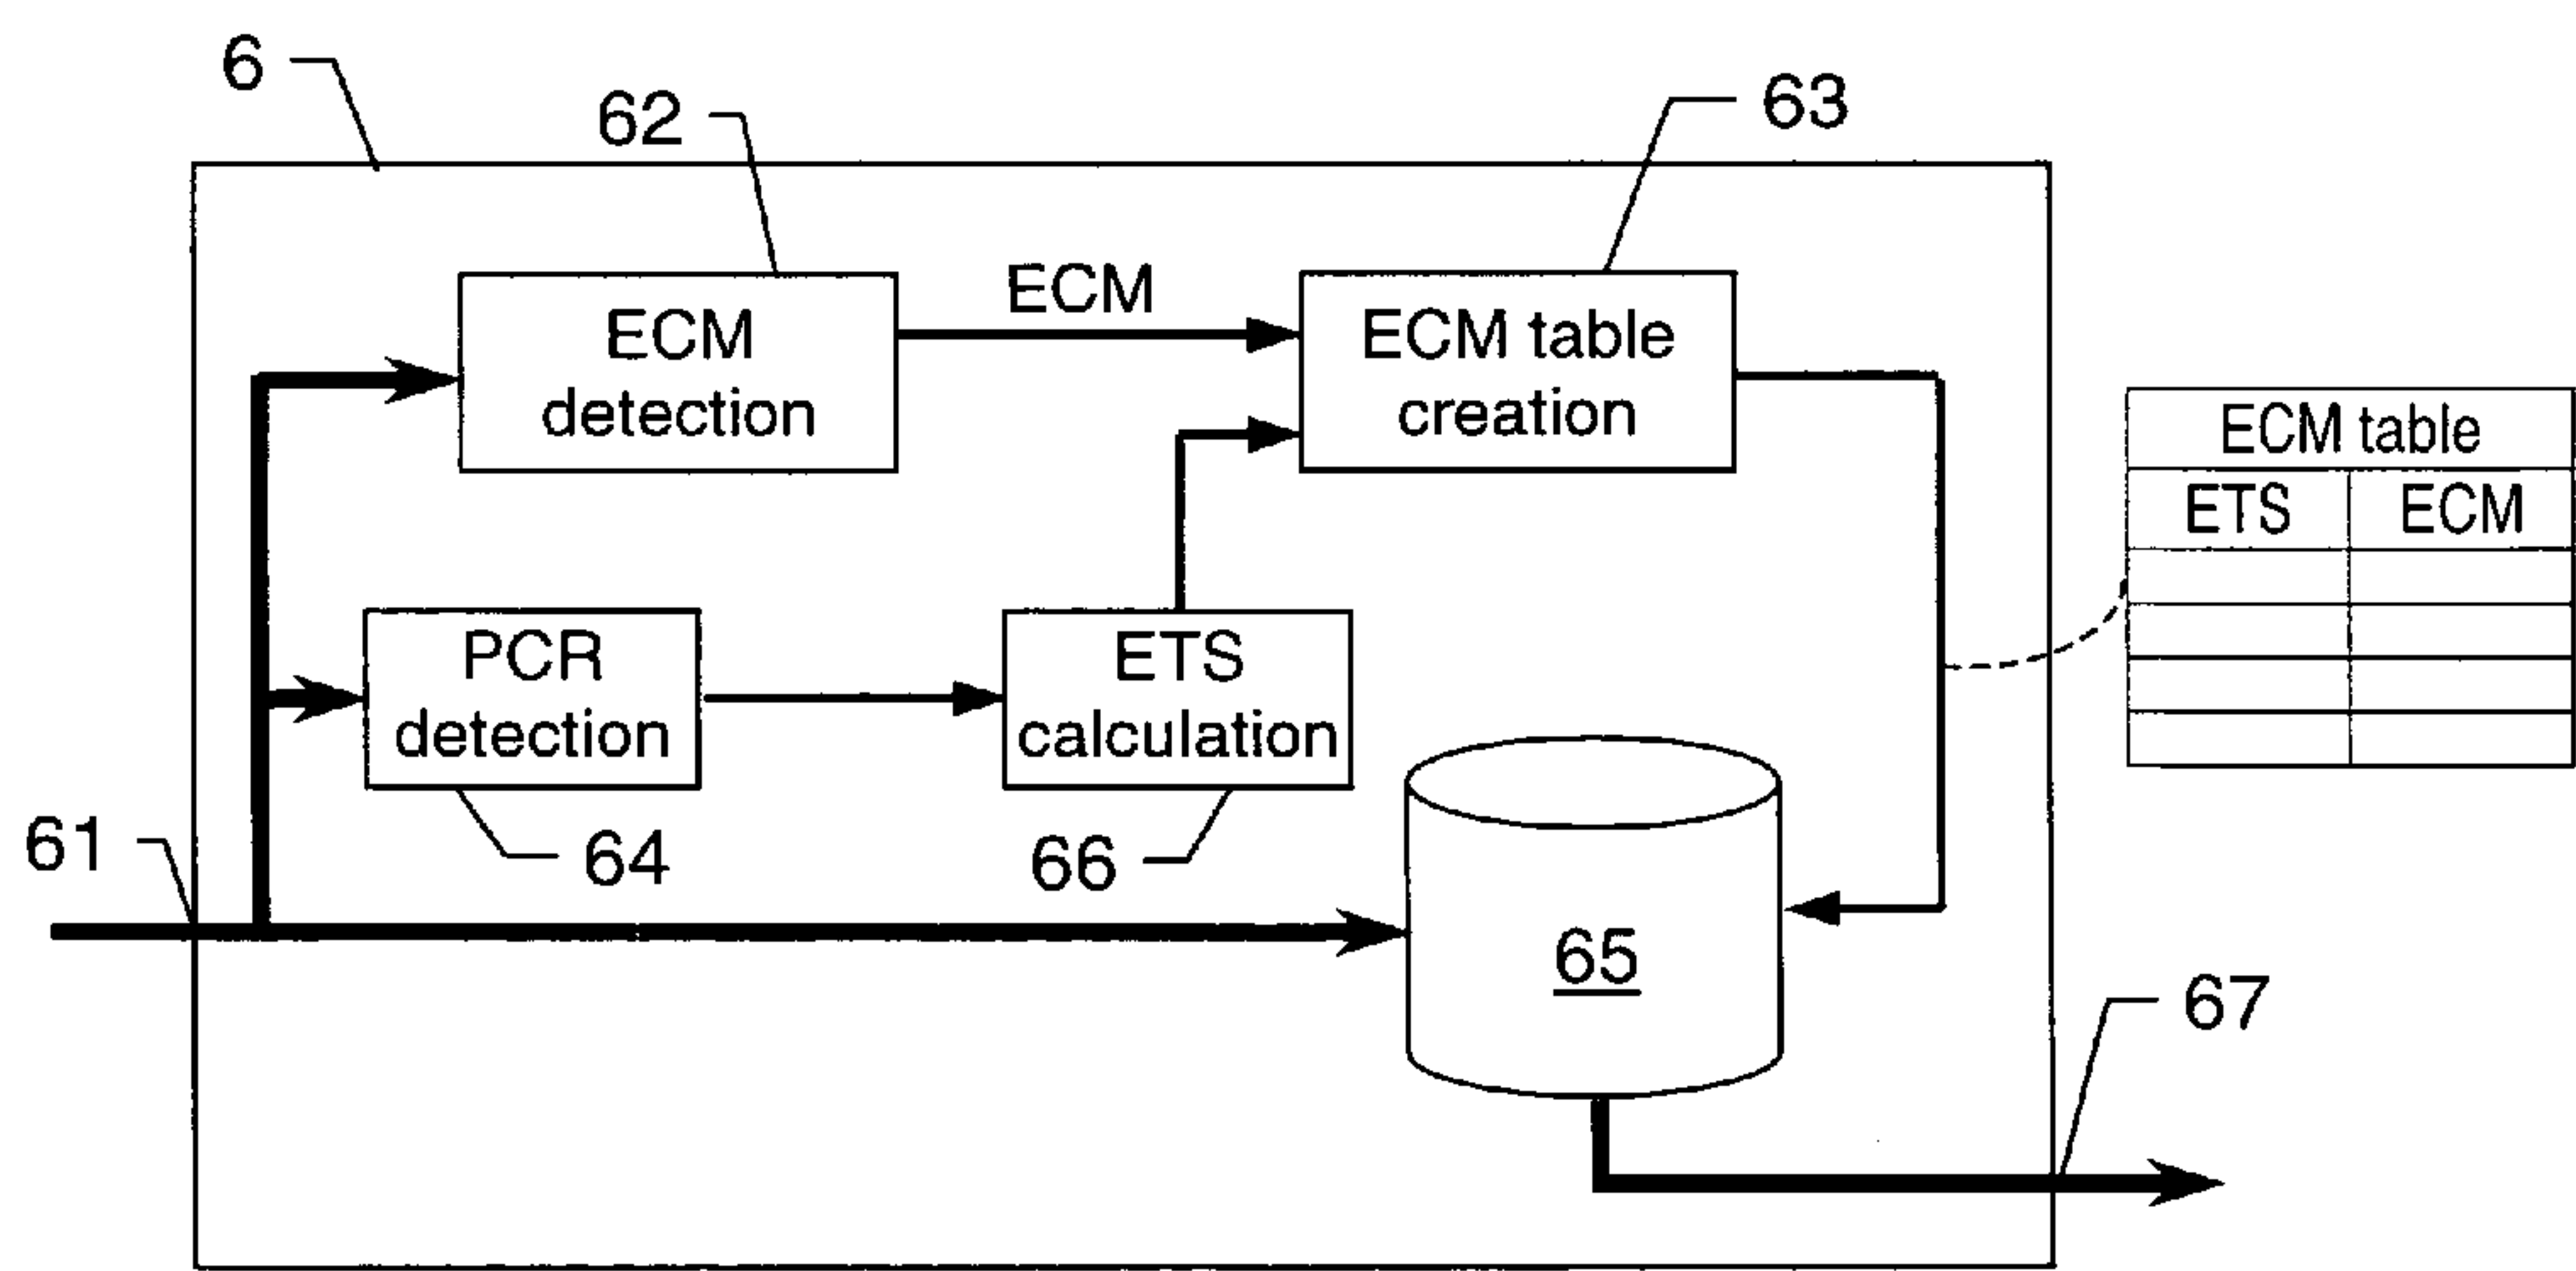 6
62
63
ECM
ECM
detection
ECM table
creation
ECM table
ETS ECM
PCR
detection
ETS
calculation
61
64
66
65
67